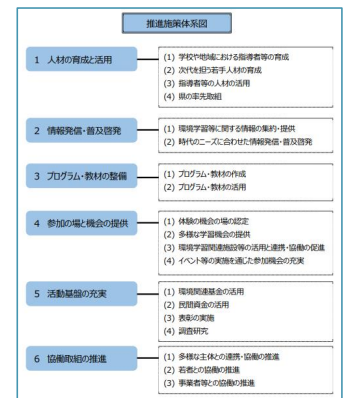 推進施策体系図
1 人材の育成と活用
(1) 学校や地域における指導者等の育成
(2) 次代を担う若手人材の育成
(3) 指導者等の人材の活用
(4) 県の率先取組
2 情報発信・普及啓発
(1) 環境学習等に関する情報の集約・提供
(2) 時代のニーズに合わせた情報発信・普及啓発
3 プログラム・教材の整備
(1) プログラム・教材の作成
(2) プログラム・教材の活用
4 参加の場と機会の提供
(1) 体験の機会の場の認定
(2) 多様な学習機会の提供
(3) 環境学習関連施設等の活用と連携・協働の促進
(4) イベント等の実施を通じた参加機会の充実
5 活動基盤の充実
(1) 環境関連基金の活用
(2) 民間資金の活用
(3) 表彰の実施
(4) 調査研究
6 協働取組の推進
(1) 多様な主体との連携・協働の推進
(2) 若者との協働の推進
(3) 事業者等との協働の推進